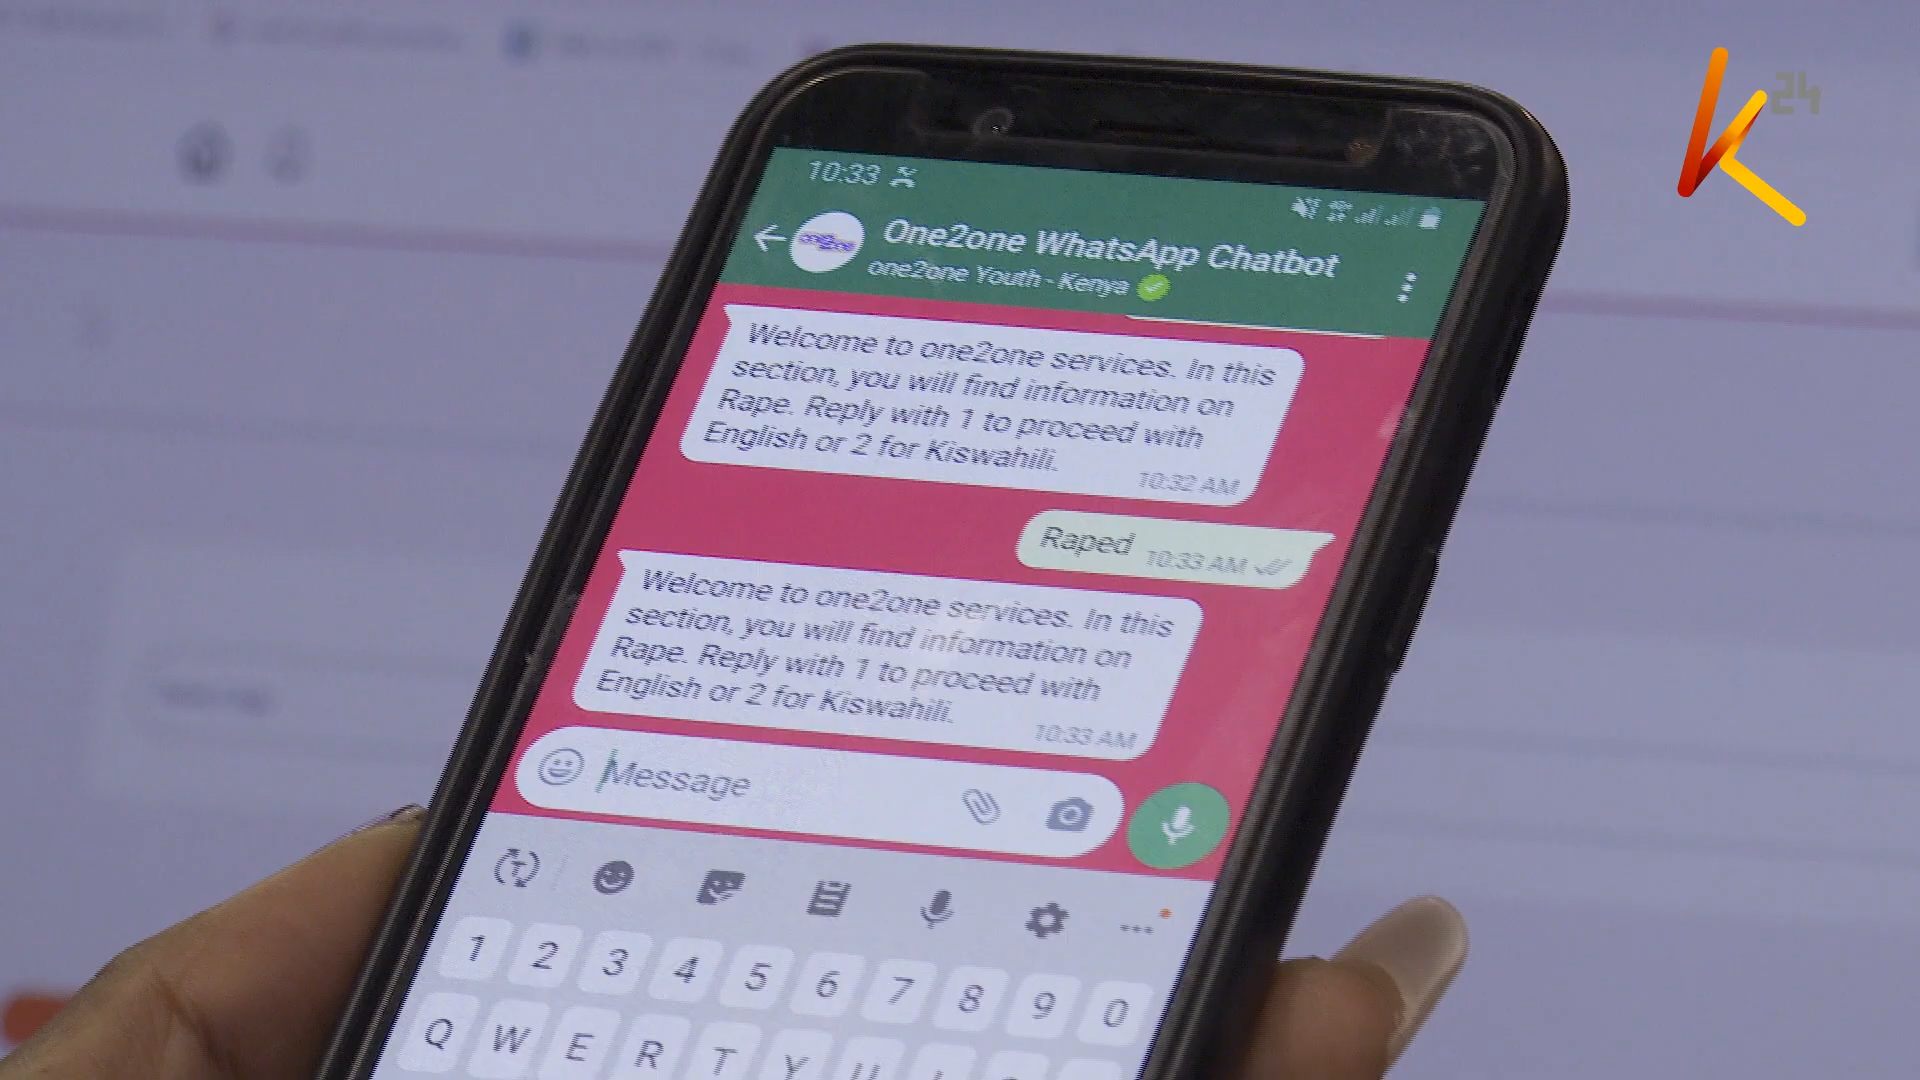 24
10:33
One2one WhatsApp Chatbot
one2one Youth - Kenya
Welcome to one2one services. In this
section, you will find information on
Rape. Reply with 1 to proceed with
English or 2 for Kiswahili.
10:32 AM
Raped 10:33 AM
Welcome to one2one services. In this
section, you will find information on
Rape. Reply with 1 to proceed with
English or 2 for Kiswahili.
10:33 AM
Message
1 2 3 4 5 6 7 8 9 0
Q W E R T Y U